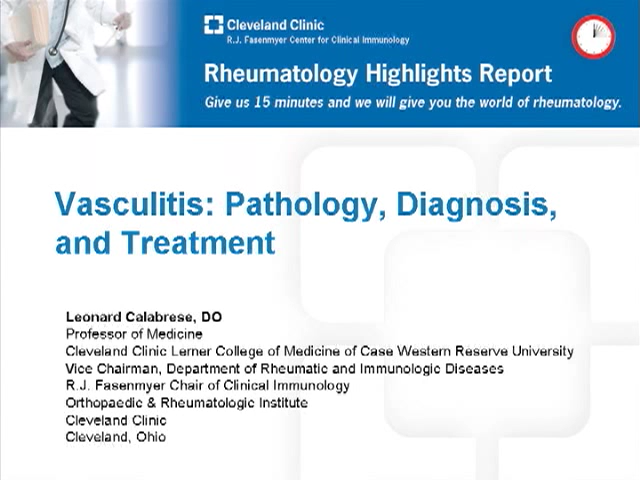 Cleveland Clinic
R.J. Fasenmyer Center for Clinical Immunology
Rheumatology Highlights Report
Give us 15 minutes and we will give you the world of rheumatology.
Vasculitis: Pathology, Diagnosis,
and Treatment
Leonard Calabrese, DO
Professor of Medicine
Cleveland Clinic Lerner College of Medicine of Case Western Reserve University
Vice Chairman, Department of Rheumatic and Immunologic Diseases
R.J. Fasenmyer Chair of Clinical Immunology
Orthopaedic & Rheumatologic Institute
Cleveland Clinic
Cleveland, Ohio